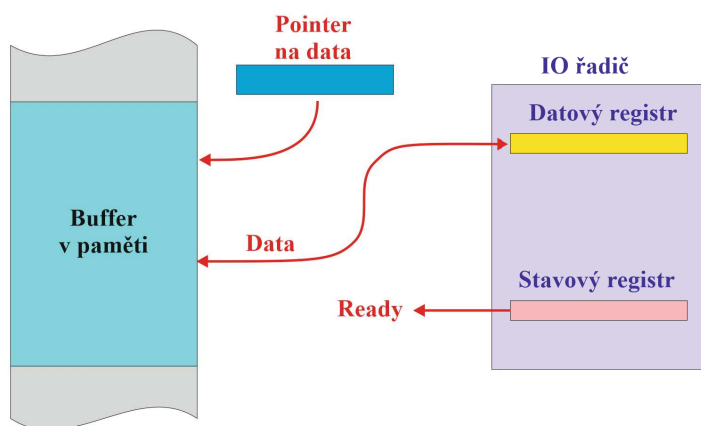 Pointer
na data
IO řadič
Datový registr
Buffer
v paměti
Data
Stavový registr
Ready